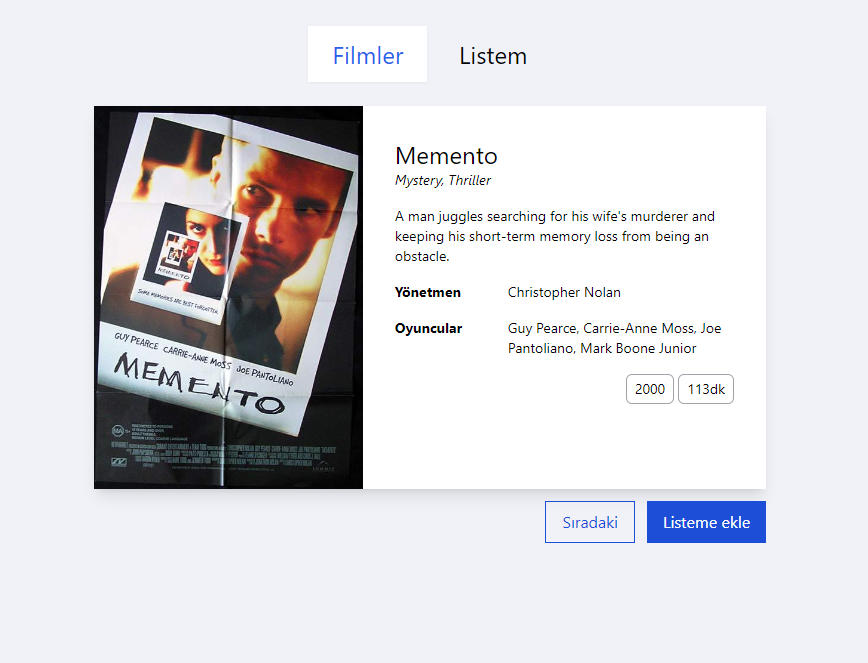 Filmler
Listem
Memento
Mystery, Thriller
A man juggles searching for his wife's murderer and
keeping his short-term memory loss from being an
obstacle.
Yönetmen Christopher Nolan
Oyuncular Guy Pearce, Carrie-Anne Moss, Joe
Pantoliano, Mark Boone Junior
2000 113dk
Sıradaki
Listeme ekle
MEMENTO
SOME MEMORIES ARE BEST FORGOTTEN.
GUY PEARCE CARRIE-ANNE MOSS JOE PANTOLIANO
MEMENTO